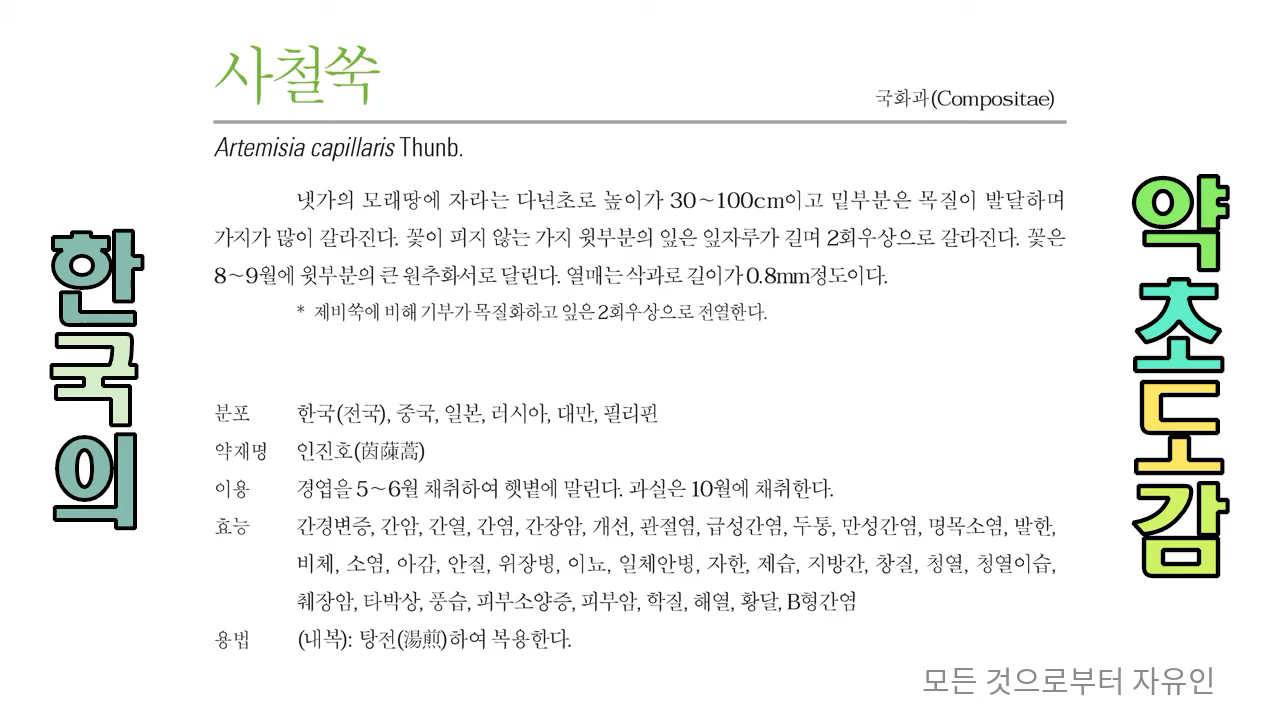 사철쑥
국화과(Compositae)
Artemisia capillaris Thunb.
냇가의 모래땅에 자라는 다년초로 높이가 30~100cm이고 밑부분은 목질이 발달하며
가지가 많이 갈라진다. 꽃이 피지 않는 가지 윗부분의 잎은 잎자루가 길며 2회우상으로 갈라진다. 꽃은
8~9월에 윗부분의 큰 원추화서로 달린다. 열매는 삭과로 길이가 0.8mm정도이다.
* 제비쑥에 비해 기부가 목질화하고 잎은 2회우상으로 전열한다.
분포 한국(전국), 중국, 일본, 러시아, 대만, 필리핀
약재명 인진호(茵蔯蒿)
이용 경엽을 5~6월 채취하여 햇볕에 말린다. 과실은 10월에 채취한다.
효능 간경변증, 간암, 간열, 간염, 간장암, 개선, 관절염, 급성간염, 두통, 만성간염, 명목소염, 발한,
비체, 소염, 아감, 안질, 위장병, 이뇨, 일체안병, 자한, 제습, 지방간, 창질, 청열, 청열이습,
췌장암, 타박상, 풍습, 피부소양증, 피부암, 학질, 해열, 황달, B형간염
용법 (내복): 탕전(湯煎)하여 복용한다.
한국의
약초도감
모든 것으로부터 자유인